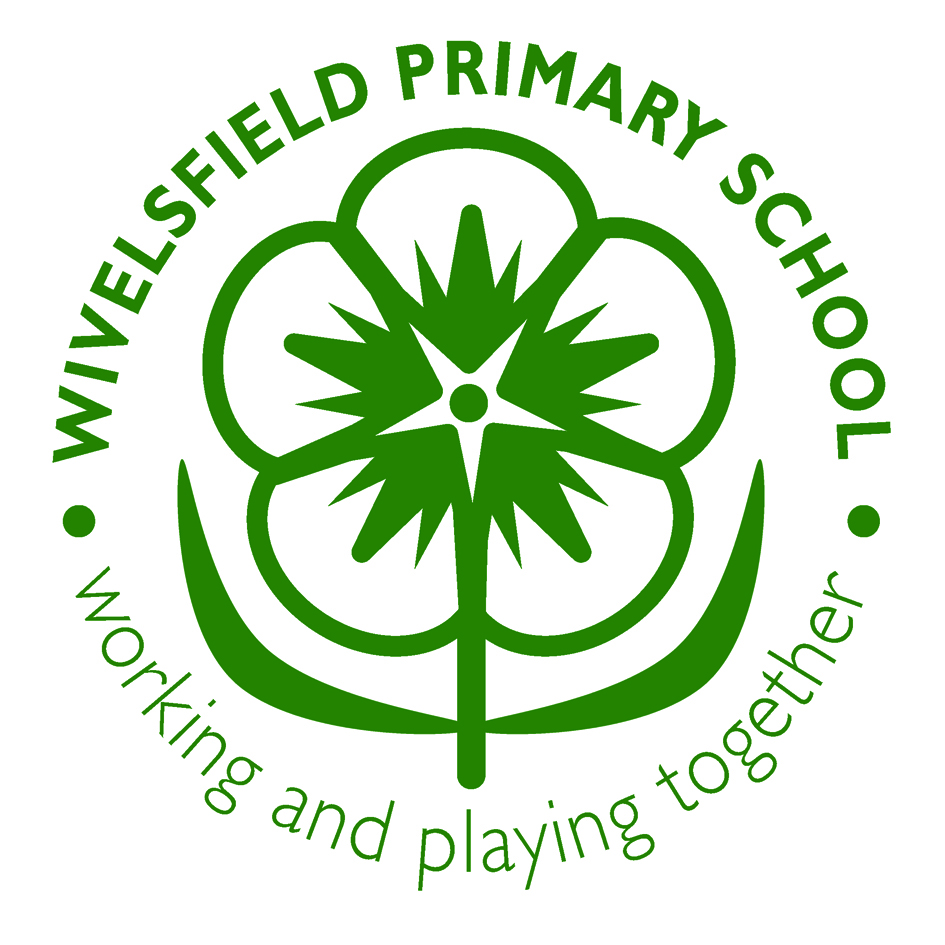 WIVELSFIELD PRIMARY SCHOOL
working and playing together